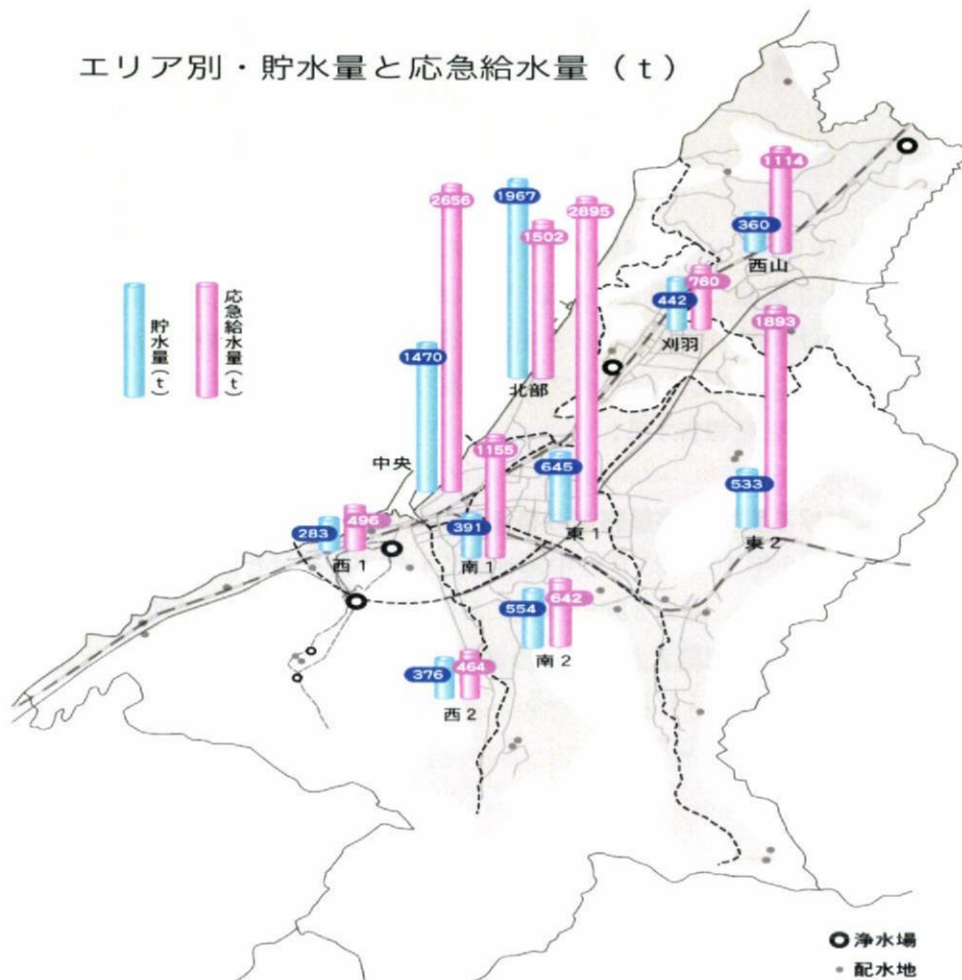 エリア別・貯水量と応急給水量(t)
貯水量(t)
応急給水量(t)
1114
360
西山
2656
1967
2895
1502
760
442
刈羽
1893
1470
北部
中央
1155
645
533
496
283
391
東1
東2
西1
南1
642
554
南2
464
376
西2
浄水場
配水地